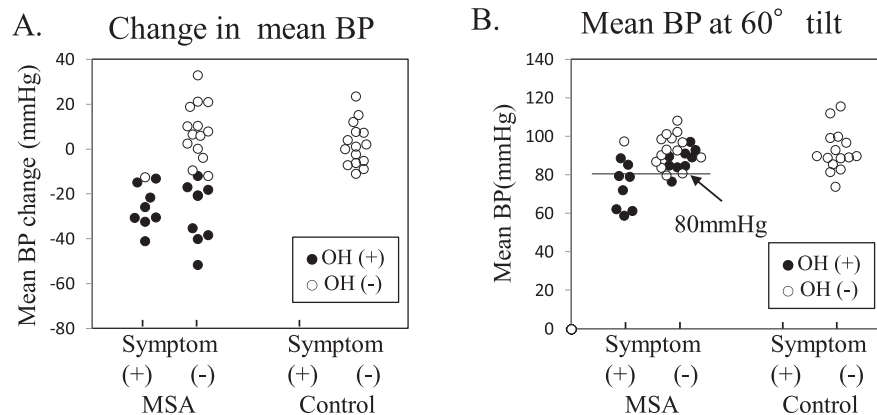 A. Change in mean BP
Mean BP change (mmHg)
40
20
0
-20
-40
-60
-80
OH (+)
OH (-)
Symptom Symptom
(+) (-) (+) (-)
MSA Control
B. Mean BP at 60° tilt
Mean BP(mmHg)
140
120
100
80
60
40
20
0
80mmHg
OH (+)
OH (-)
Symptom Symptom
(+) (-) (+) (-)
MSA Control